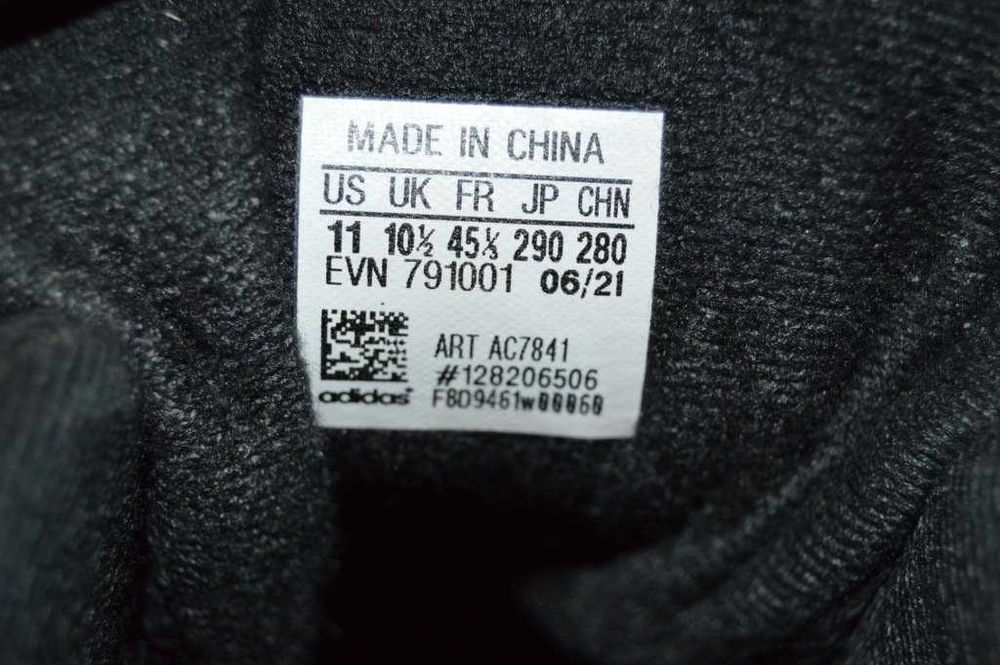 MADE IN CHINA
US UK FR JP CHN
11 10½ 45⅓ 290 280
EVN 791001 06/21
ART AC7841
#128206506
adidas F8D9461w00060